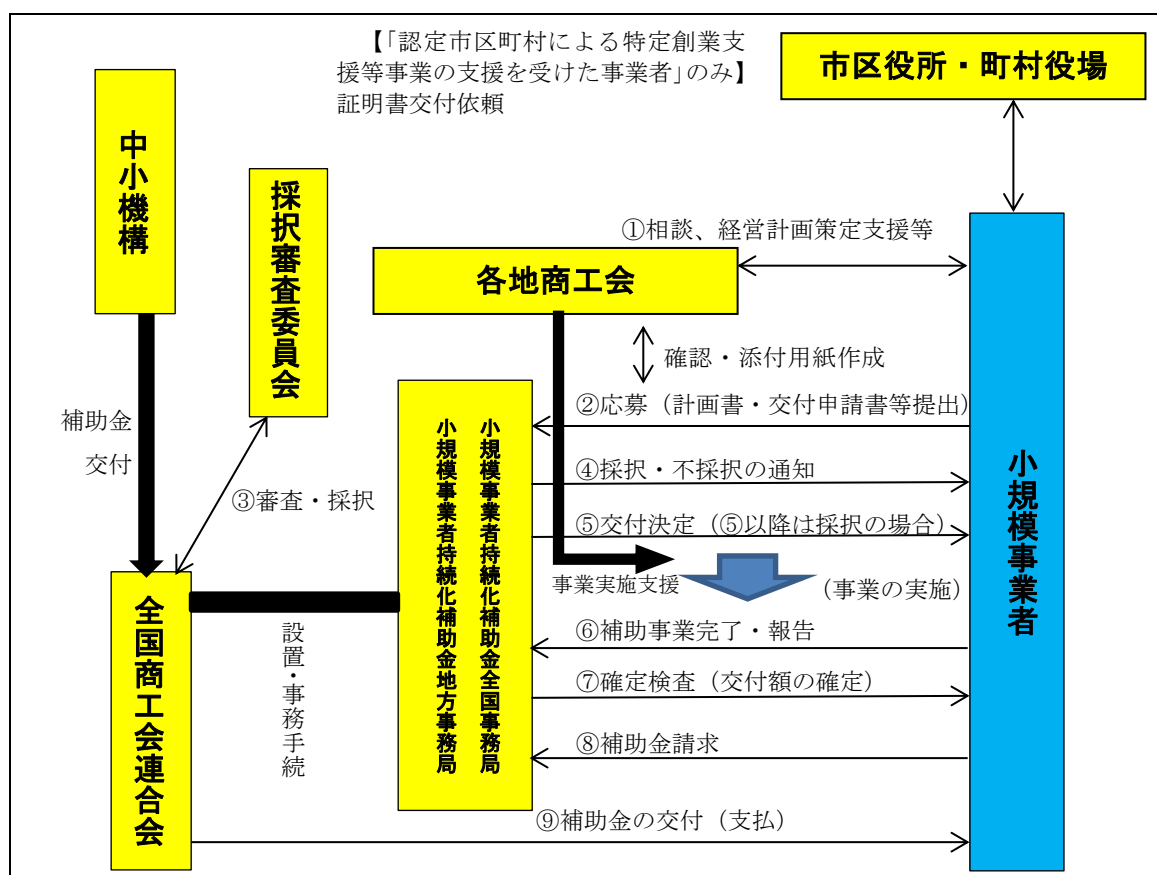 【「認定市区町村による特定創業支
援等事業の支援を受けた事業者」のみ】
証明書交付依頼
市区役所・町村役場
中小機構
採択審査委員会
①相談、経営計画策定支援等
各地商工会
確認・添付用紙作成
補助金
交付
②応募（計画書・交付申請書等提出）
小規模事業者持続化補助金全国事務局
小規模事業者持続化補助金地方事務局
小規模事業者
④採択・不採択の通知
③審査・採択
⑤交付決定（⑤以降は採択の場合）
事業実施支援
（事業の実施）
全国商工会連合会
設置・事務手続
⑥補助事業完了・報告
⑦確定検査（交付額の確定）
⑧補助金請求
⑨補助金の交付（支払）